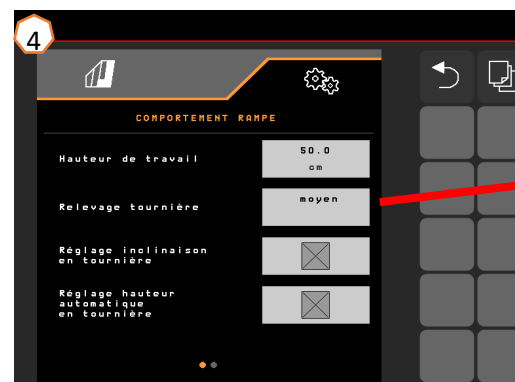 4
COMPORTEMENT RAMPE
Hauteur de travail
50.0
cm
Relevage tournière
moyen
Réglage inclinaison
en tournière
Réglage hauteur
automatique
en tournière